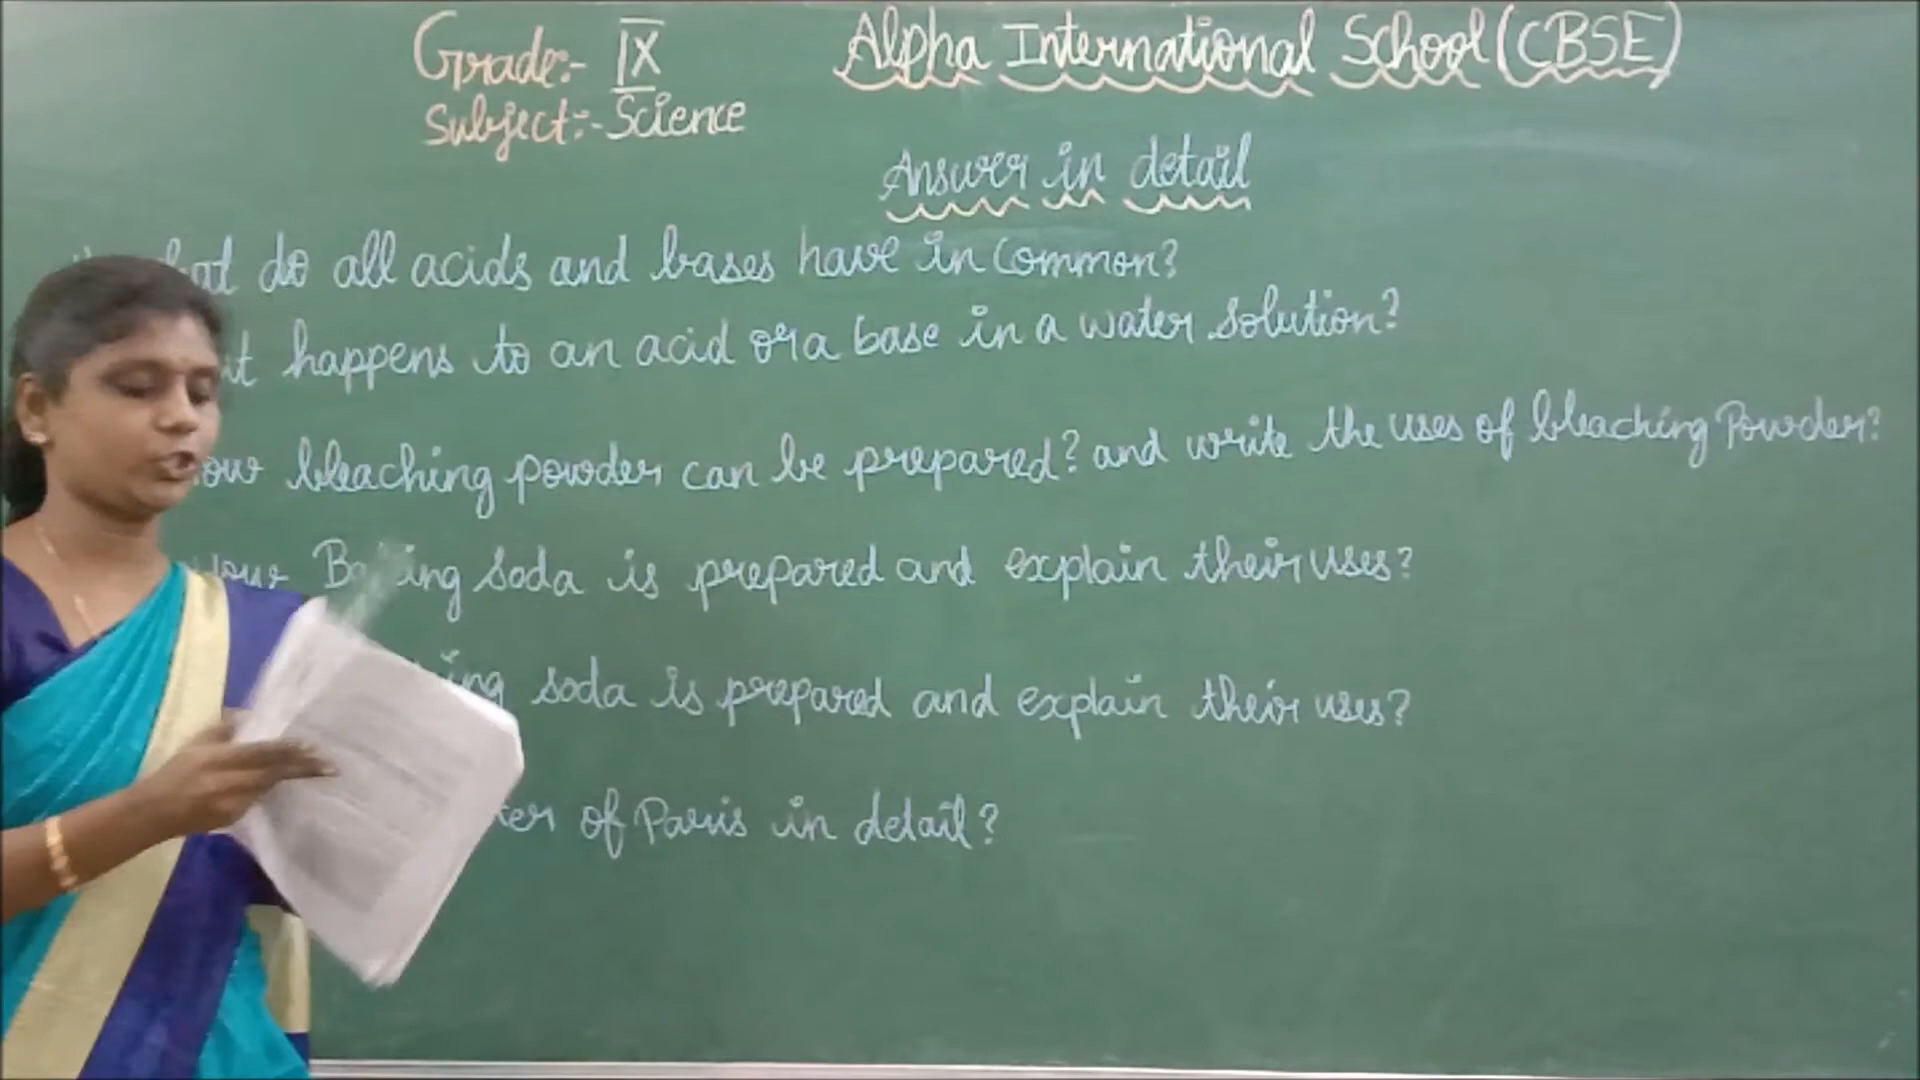 Grade:- IX
Alpha International School (CBSE)
Subject:- Science
Answer in detail
do all acids and bases have in common?
happens to an acid or a base in a water solution?
bleaching powder can be prepared? and write the uses of bleaching Powder?
soda is prepared and explain their uses?
soda is prepared and explain their uses?
of Paris in detail?